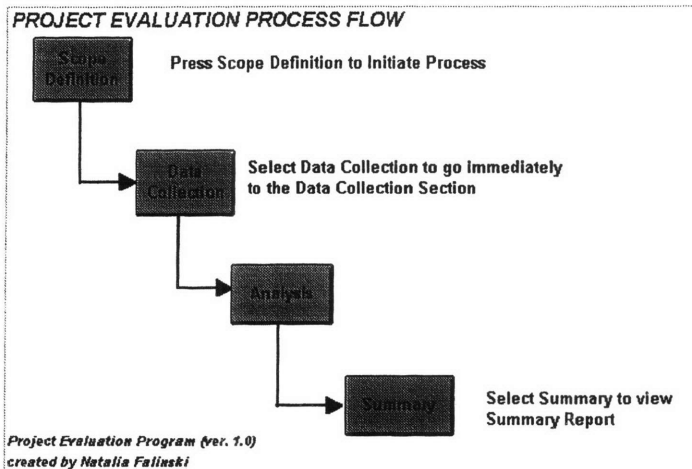 PROJECT EVALUATION PROCESS FLOW
Scope
Definition
Press Scope Definition to Initiate Process
Data
Collection
Select Data Collection to go immediately
to the Data Collection Section
Analysis
Summary
Select Summary to view
Summary Report
Project Evaluation Program (ver. 1.0)
created by Natalia Falinski